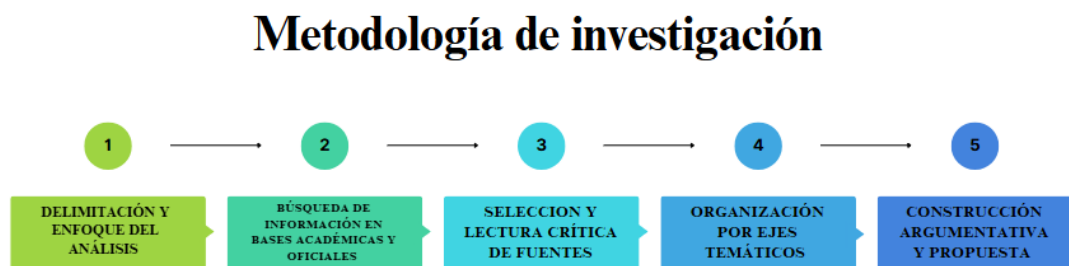 Metodología de investigación
1
2
3
4
5
DELIMITACIÓN Y
ENFOQUE DEL
ANÁLISIS
BÚSQUEDA DE
INFORMACIÓN EN
BASES ACADÉMICAS Y
OFICIALES
SELECCION Y
LECTURA CRÍTICA
DE FUENTES
ORGANIZACIÓN
POR EJES
TEMÁTICOS
CONSTRUCCIÓN
ARGUMENTATIVA
Y PROPUESTA